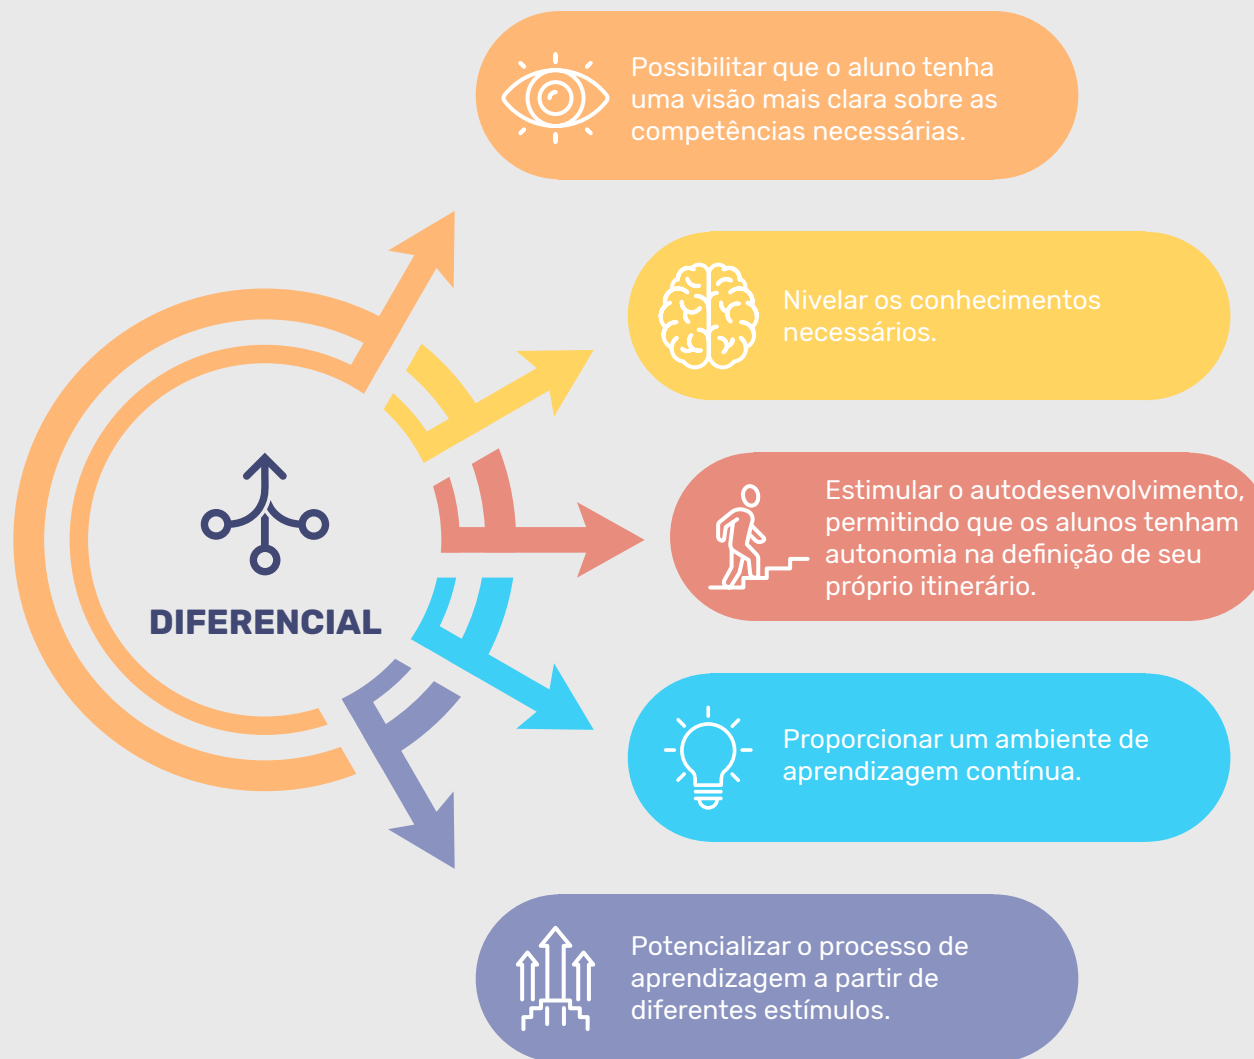 Possibilitar que o aluno tenha
uma visão mais clara sobre as
competências necessárias.
Nivelar os conhecimentos
necessários.
DIFERENCIAL
Estimular o autodesenvolvimento,
permitindo que os alunos tenham
autonomia na definição de seu
próprio itinerário.
Proporcionar um ambiente de
aprendizagem contínua.
Potencializar o processo de
aprendizagem a partir de
diferentes estímulos.